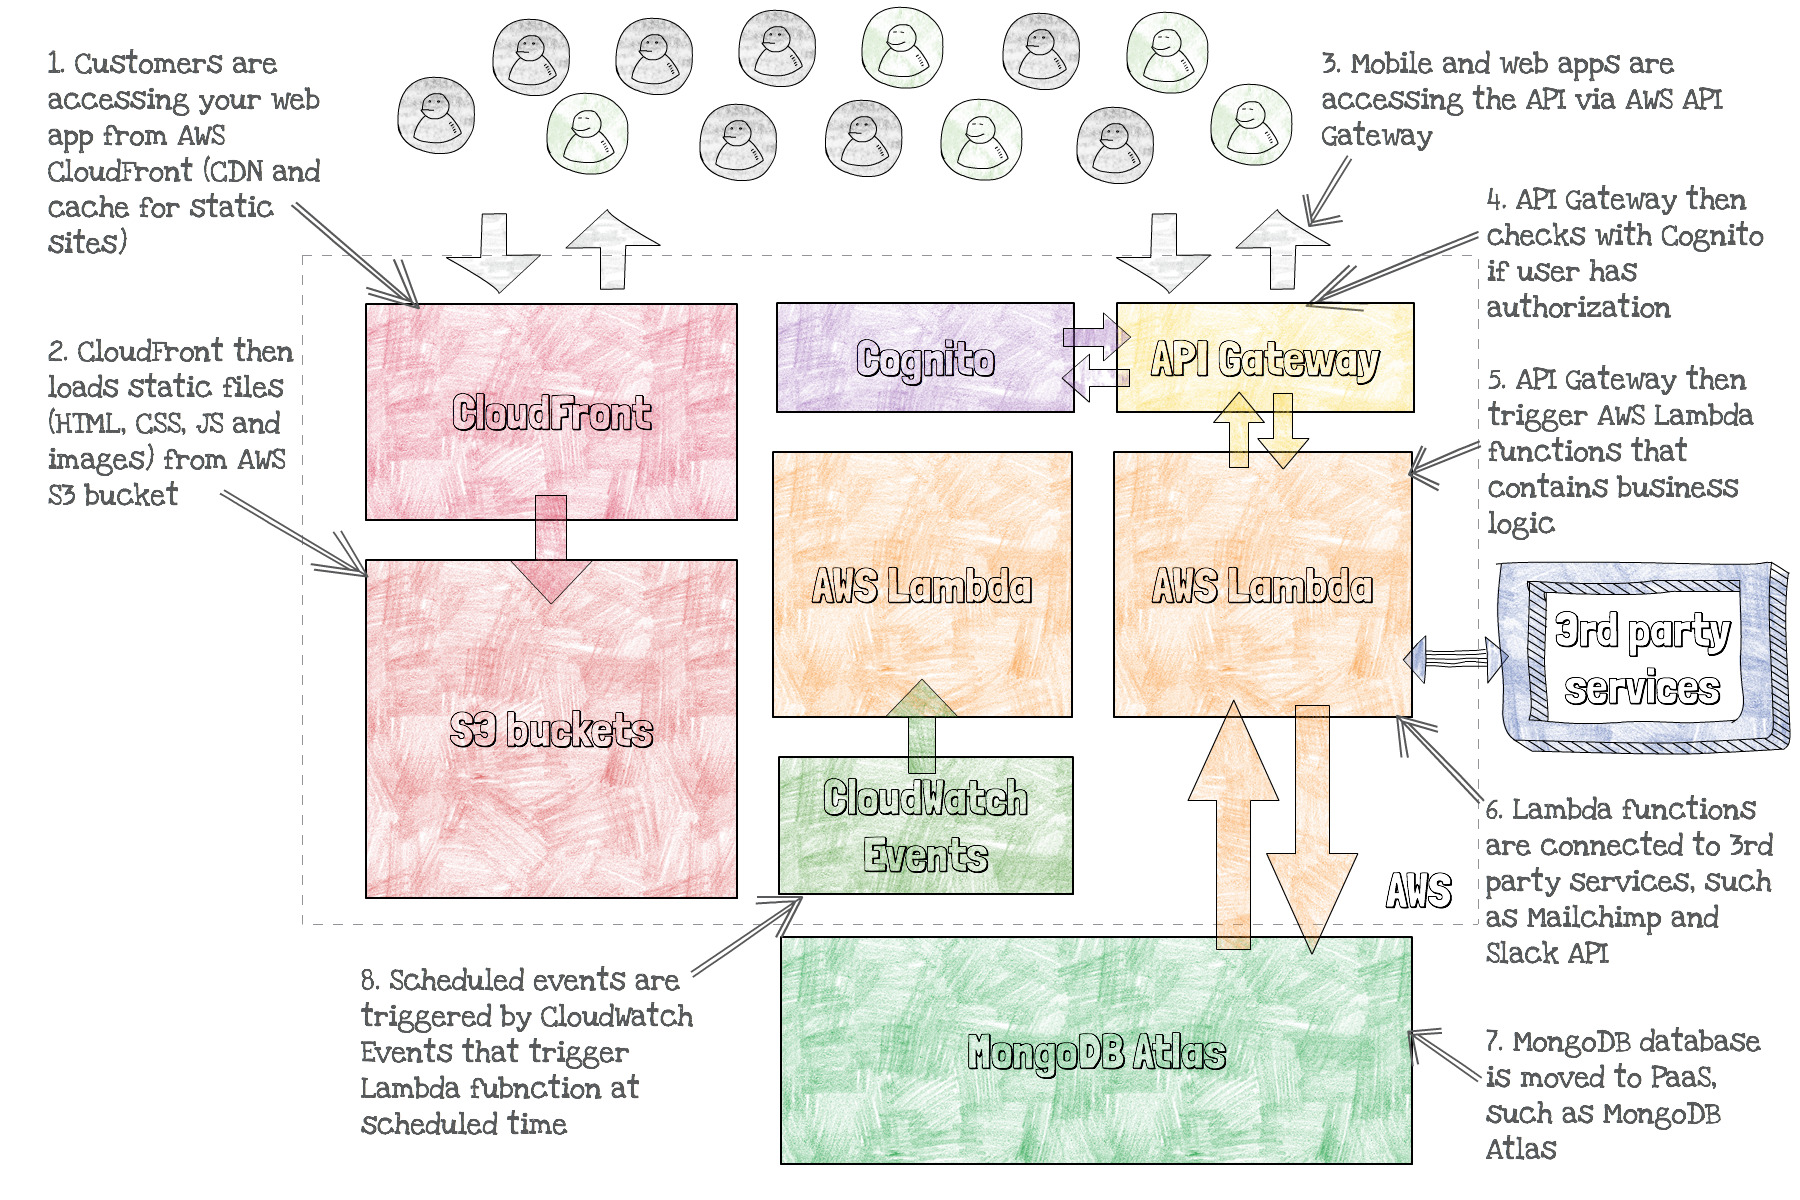 1. Customers are
accessing your web
app from AWS
CloudFront (CDN and
cache for static
sites)
2. CloudFront then
loads static files
(HTML, CSS, JS and
images) from AWS
S3 bucket
3. Mobile and web apps are
accessing the API via AWS API
Gateway
4. API Gateway then
checks with Cognito
if user has
authorization
5. API Gateway then
trigger AWS Lambda
functions that
contains business
logic
CloudFront
Cognito
API Gateway
AWS Lambda
AWS Lambda
3rd party
services
S3 buckets
CloudWatch
Events
AWS
6. Lambda functions
are connected to 3rd
party services, such
as Mailchimp and
Slack API
MongoDB Atlas
7. MongoDB database
is moved to PaaS,
such as MongoDB
Atlas
8. Scheduled events are
triggered by CloudWatch
Events that trigger
Lambda fubnction at
scheduled time